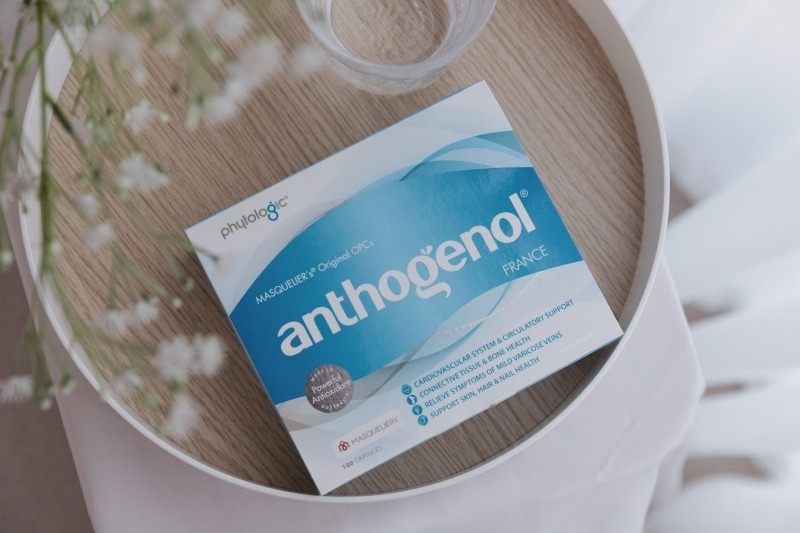 phytologic®
MASQUELIER's® Original OPCs
anthogenol®
FRANCE
CARDIOVASCULAR SYSTEM & CIRCULATORY SUPPORT
CONNECTIVE TISSUE & BONE HEALTH
RELIEVE SYMPTOMS OF MILD VARICOSE VEINS
SUPPORT SKIN, HAIR & NAIL HEALTH
Powerful
Antioxidant
MASQUELIER's
100 CAPSULES